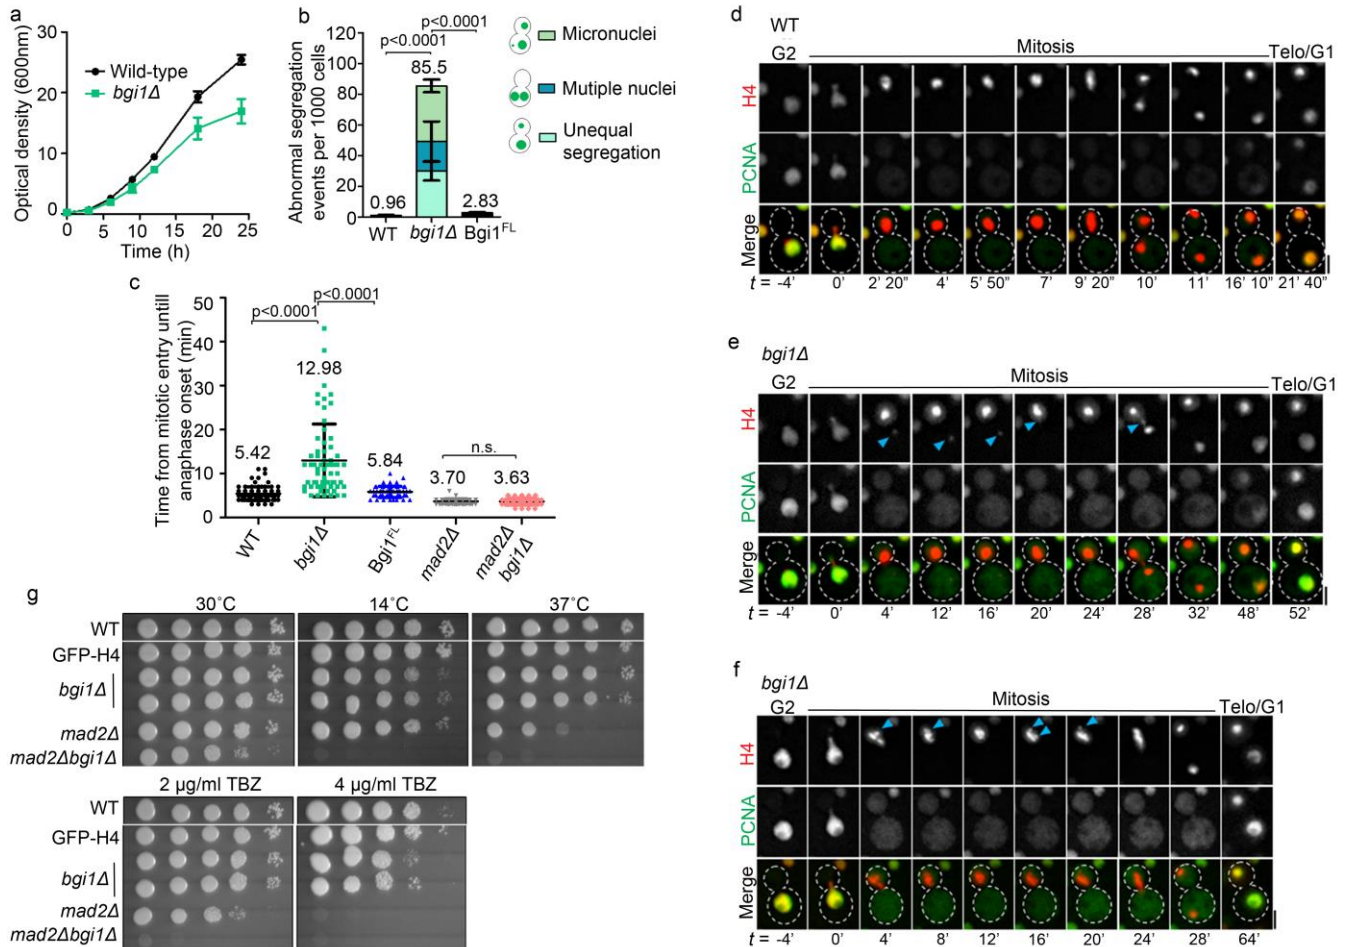 a
Optical density (600nm)
30
20
10
0
Wild-type
bgi1Δ
0 5 10 15 20 25
Time (h)
b
Abnormal segregation
events per 1000 cells
120
100
80
60
40
20
0
p<0.0001
p<0.0001
85.5
0.96
2.83
WT bgi1Δ Bgi1FL
Micronuclei
Mutiple nuclei
Unequal
segregation
c
Time from mitotic entry untill
anaphase onset (min)
50
40
30
20
10
0
p<0.0001
p<0.0001
5.42
12.98
5.84
3.70
n.s.
3.63
WT
bgi1Δ
Bgi1FL
mad2Δ
mad2Δ
bgi1Δ
d
WT
G2 Mitosis Telo/G1
H4
PCNA
Merge
t = -4' 0' 2' 20" 4' 5' 50" 7' 9' 20" 10' 11' 16' 10" 21' 40"
e
bgi1Δ
G2 Mitosis Telo/G1
H4
PCNA
Merge
t = -4' 0' 4' 12' 16' 20' 24' 28' 32' 48' 52'
f
bgi1Δ
G2 Mitosis Telo/G1
H4
PCNA
Merge
t = -4' 0' 4' 8' 12' 16' 20' 24' 28' 64'
g
30˚C 14˚C 37˚C
WT
GFP-H4
bgi1Δ
mad2Δ
mad2Δbgi1Δ
2 µg/ml TBZ 4 µg/ml TBZ
WT
GFP-H4
bgi1Δ
mad2Δ
mad2Δbgi1Δ